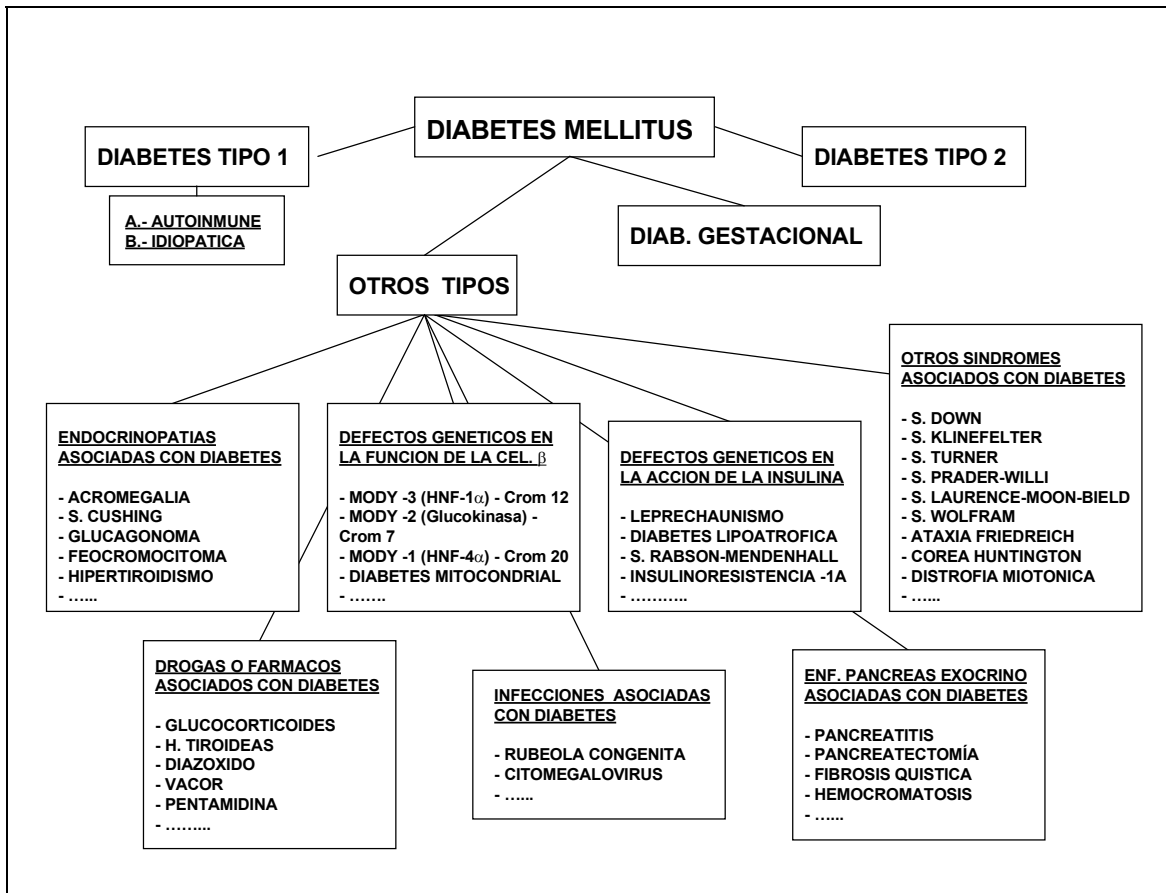 DIABETES MELLITUS
DIABETES TIPO 1
DIABETES TIPO 2
A.- AUTOINMUNE
B.- IDIOPATICA
DIAB. GESTACIONAL
OTROS TIPOS
OTROS SINDROMES
ASOCIADOS CON DIABETES
- S. DOWN
- S. KLINEFELTER
- S. TURNER
- S. PRADER-WILLI
- S. LAURENCE-MOON-BIELD
- S. WOLFRAM
- ATAXIA FRIEDREICH
- COREA HUNTINGTON
- DISTROFIA MIOTONICA
- …...
ENDOCRINOPATIAS
ASOCIADAS CON DIABETES
- ACROMEGALIA
- S. CUSHING
- GLUCAGONOMA
- FEOCROMOCITOMA
- HIPERTIROIDISMO
- …...
DEFECTOS GENETICOS EN
LA FUNCION DE LA CEL. β
- MODY -3 (HNF-1α) - Crom 12
- MODY -2 (Glucokinasa) -
Crom 7
- MODY -1 (HNF-4α) - Crom 20
- DIABETES MITOCONDRIAL
- …….
DEFECTOS GENETICOS EN
LA ACCION DE LA INSULINA
- LEPRECHAUNISMO
- DIABETES LIPOATROFICA
- S. RABSON-MENDENHALL
- INSULINORESISTENCIA -1A
- ………..
DROGAS O FARMACOS
ASOCIADOS CON DIABETES
- GLUCOCORTICOIDES
- H. TIROIDEAS
- DIAZOXIDO
- VACOR
- PENTAMIDINA
- ……...
INFECCIONES ASOCIADAS
CON DIABETES
- RUBEOLA CONGENITA
- CITOMEGALOVIRUS
- …...
ENF. PANCREAS EXOCRINO
ASOCIADAS CON DIABETES
- PANCREATITIS
- PANCREATECTOMÍA
- FIBROSIS QUISTICA
- HEMOCROMATOSIS
- …...